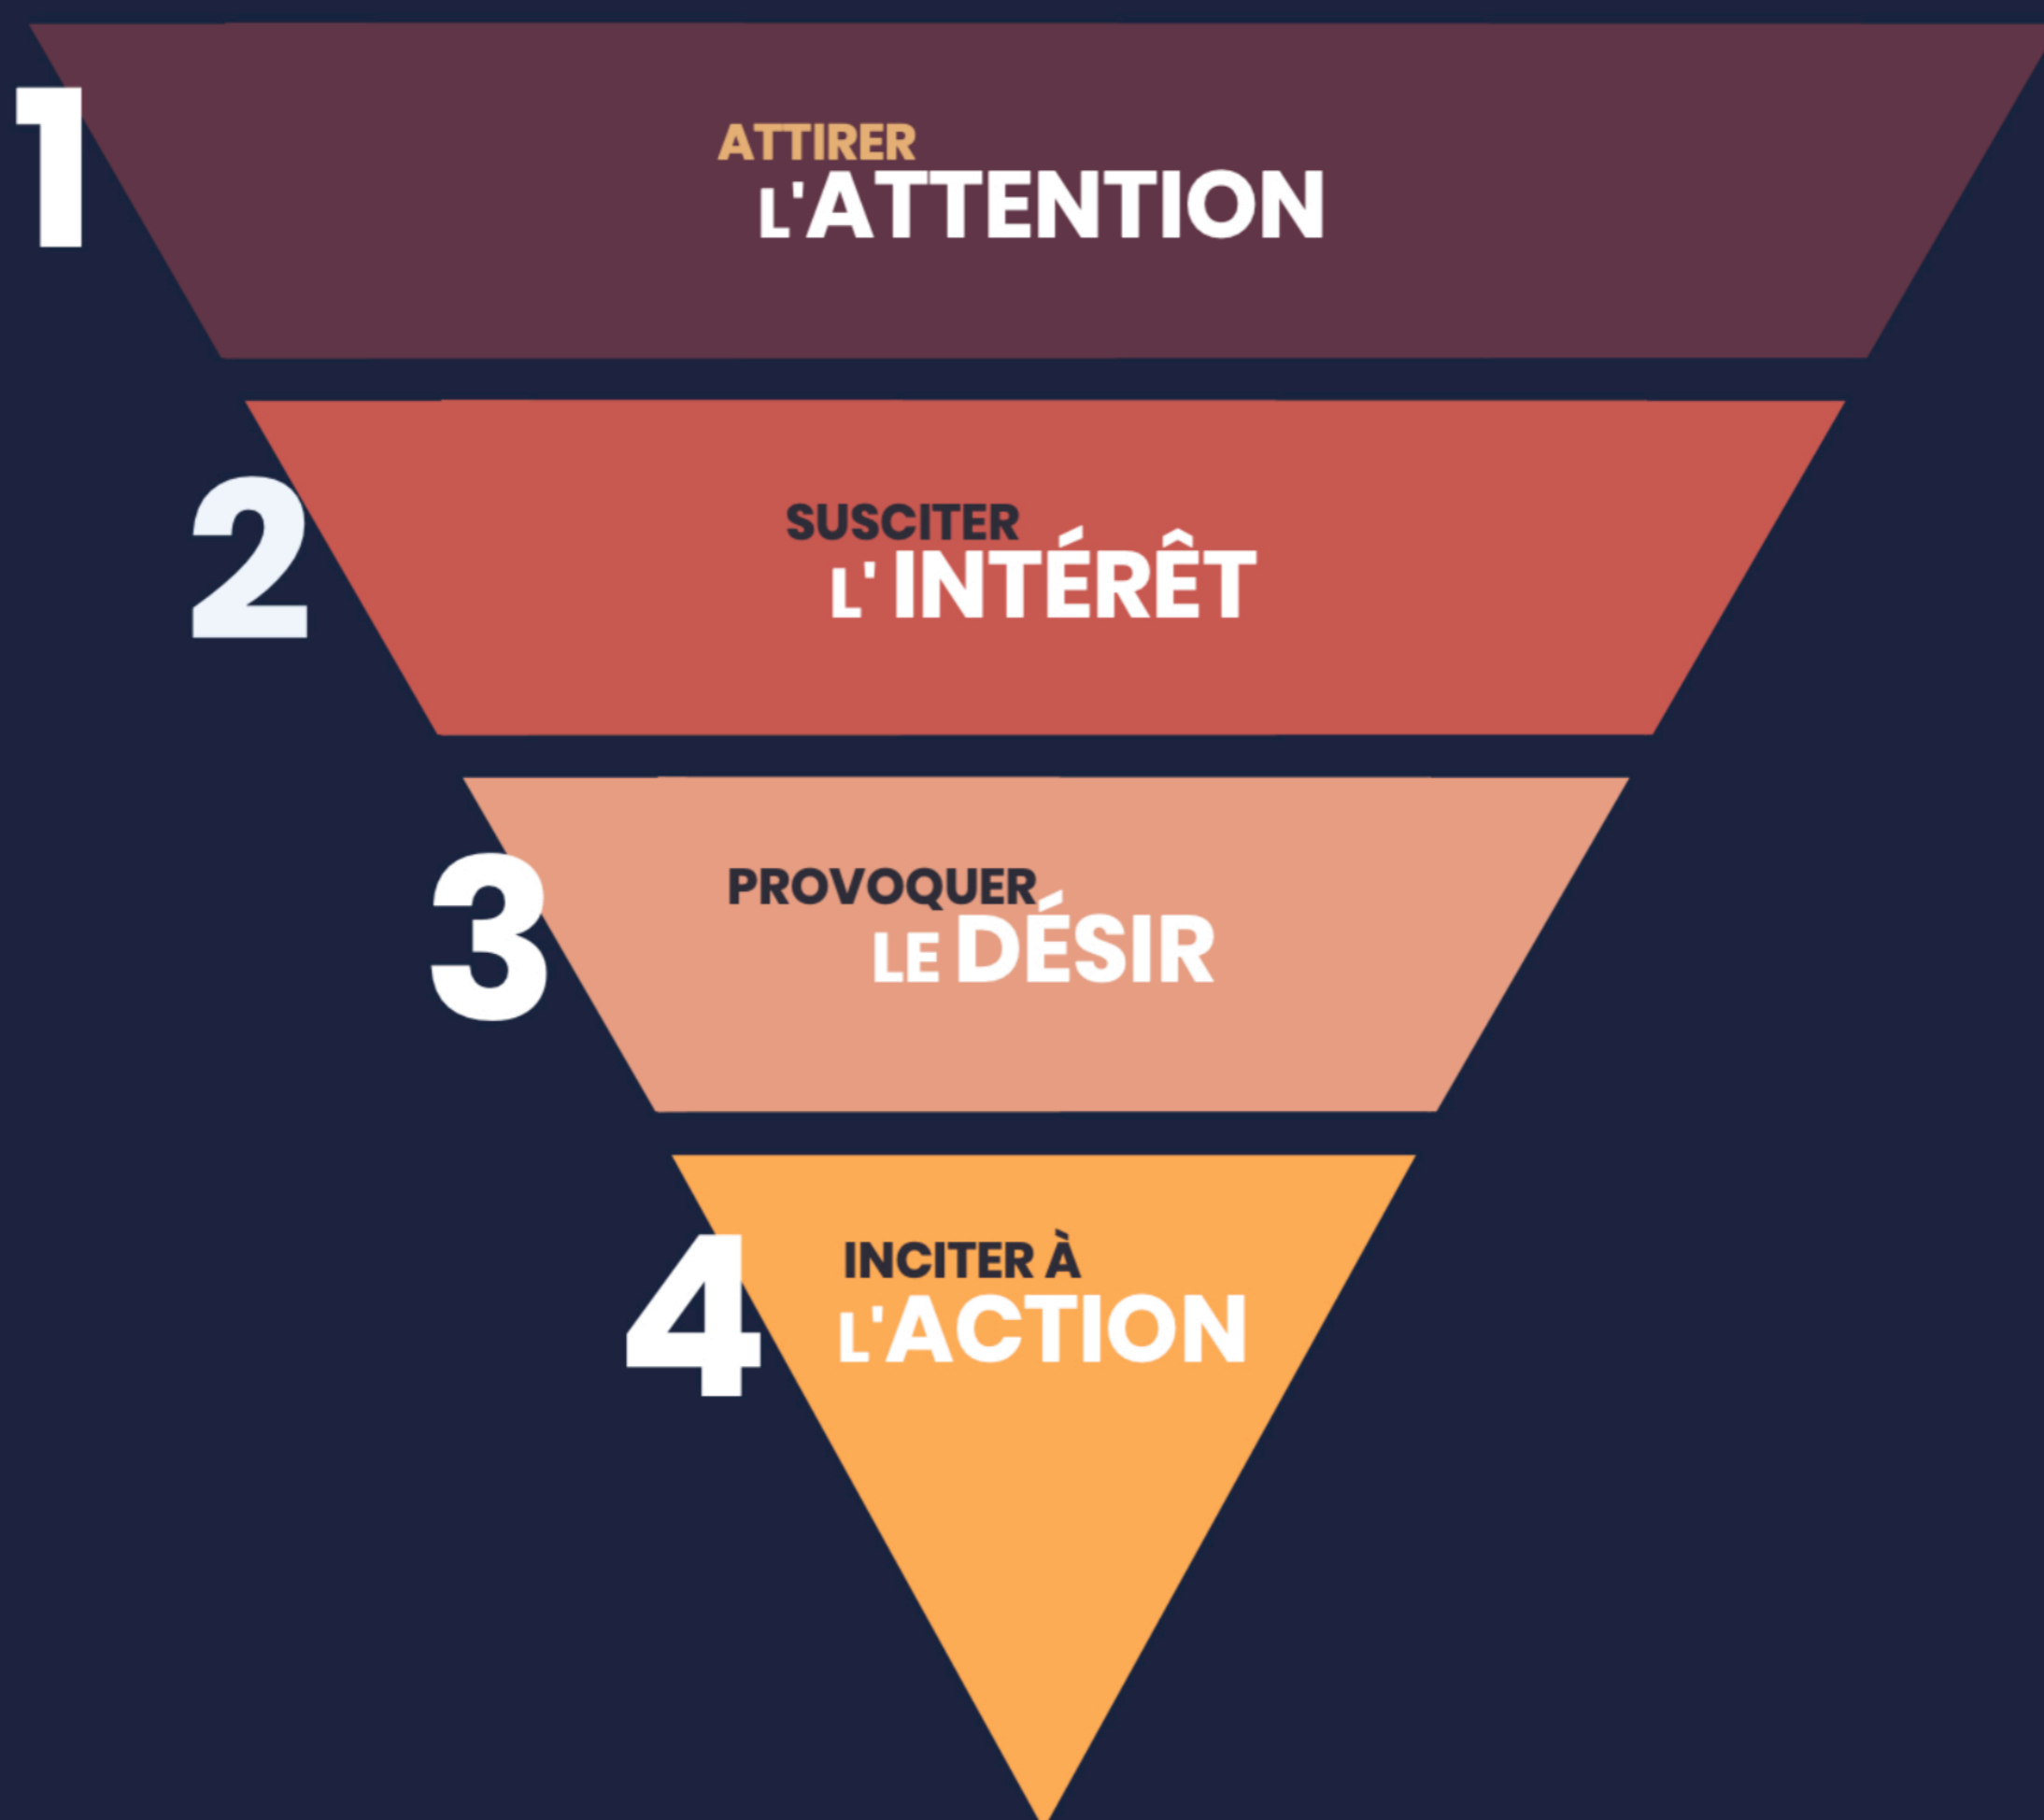 1
ATTIRER
L'ATTENTION
2
SUSCITER
L' INTÉRÊT
3
PROVOQUER
LE DÉSIR
4
INCITER À
L'ACTION